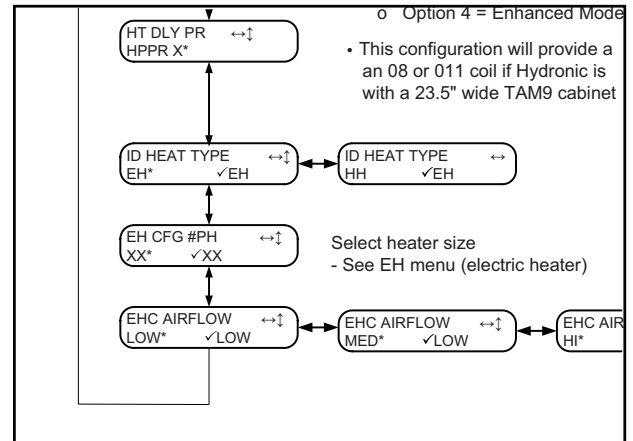 o Option 4 = Enhanced Mode
HT DLY PR ↔↕
HPPR X*
• This configuration will provide a
an 08 or 011 coil if Hydronic is
with a 23.5" wide TAM9 cabinet
ID HEAT TYPE ↔↕
EH* ✓EH
ID HEAT TYPE ↔
HH ✓EH
EH CFG #PH ↔↕
XX* ✓XX
Select heater size
- See EH menu (electric heater)
EHC AIRFLOW ↔↕
LOW* ✓LOW
EHC AIRFLOW ↔↕
MED* ✓LOW
EHC AIR
HI*